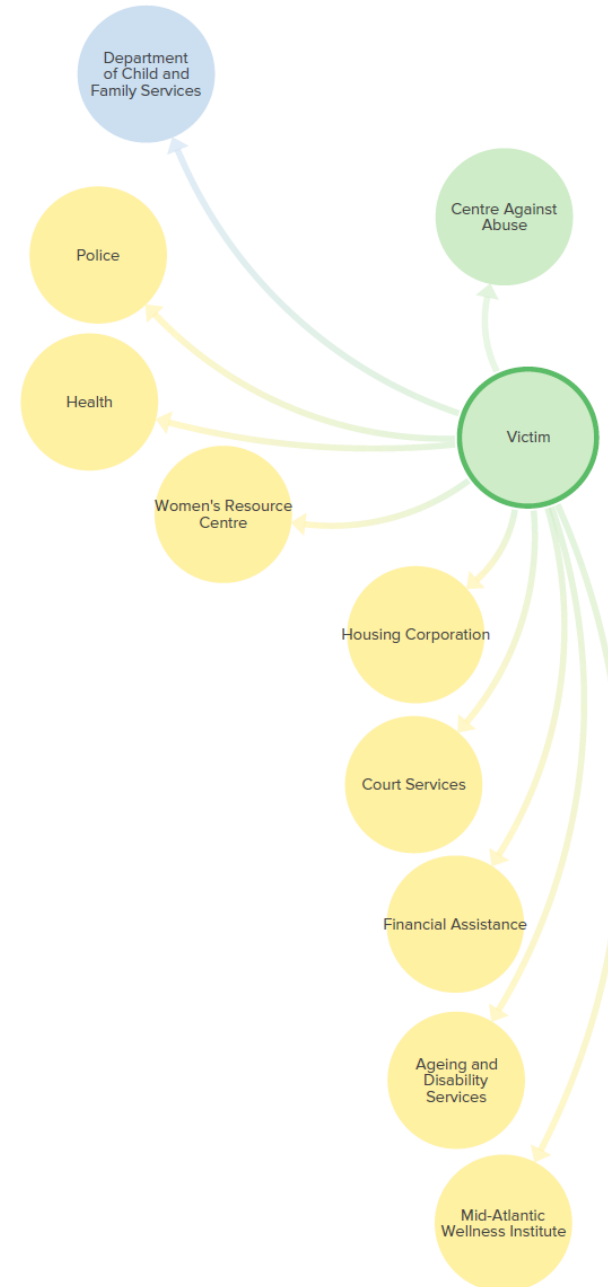 Department
of Child and
Family Services
Centre Against
Abuse
Police
Health
Victim
Women's Resource
Centre
Housing Corporation
Court Services
Financial Assistance
Ageing and
Disability
Services
Mid-Atlantic
Wellness Institute